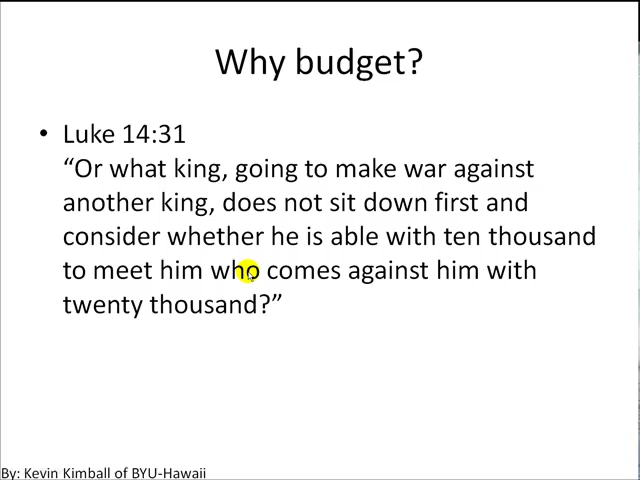 Why budget?
• Luke 14:31
“Or what king, going to make war against
another king, does not sit down first and
consider whether he is able with ten thousand
to meet him who comes against him with
twenty thousand?”
By: Kevin Kimball of BYU-Hawaii